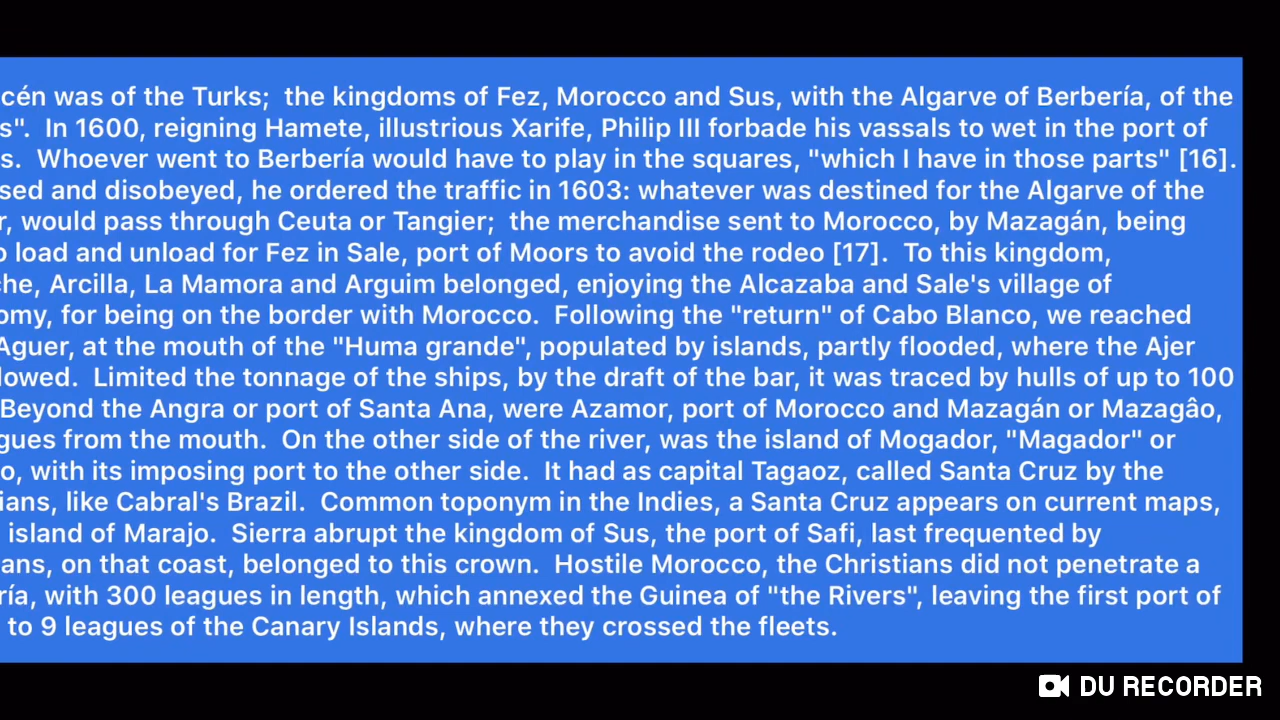 cén was of the Turks;  the kingdoms of Fez, Morocco and Sus, with the Algarve of Berbería, of the
s".  In 1600, reigning Hamete, illustrious Xarife, Philip III forbade his vassals to wet in the port of
s.  Whoever went to Berbería would have to play in the squares, "which I have in those parts" [16].
sed and disobeyed, he ordered the traffic in 1603: whatever was destined for the Algarve of the
r, would pass through Ceuta or Tangier;  the merchandise sent to Morocco, by Mazagán, being
o load and unload for Fez in Sale, port of Moors to avoid the rodeo [17].  To this kingdom,
che, Arcilla, La Mamora and Arguim belonged, enjoying the Alcazaba and Sale's village of
omy, for being on the border with Morocco.  Following the "return" of Cabo Blanco, we reached
Aguer, at the mouth of the "Huma grande", populated by islands, partly flooded, where the Ajer
lowed.  Limited the tonnage of the ships, by the draft of the bar, it was traced by hulls of up to 100
Beyond the Angra or port of Santa Ana, were Azamor, port of Morocco and Mazagán or Mazagâo,
gues from the mouth.  On the other side of the river, was the island of Mogador, "Magador" or
o, with its imposing port to the other side.  It had as capital Tagaoz, called Santa Cruz by the
ians, like Cabral's Brazil.  Common toponym in the Indies, a Santa Cruz appears on current maps,
island of Marajo.  Sierra abrupt the kingdom of Sus, the port of Safi, last frequented by
ans, on that coast, belonged to this crown.  Hostile Morocco, the Christians did not penetrate a
ría, with 300 leagues in length, which annexed the Guinea of "the Rivers", leaving the first port of
to 9 leagues of the Canary Islands, where they crossed the fleets.
DU RECORDER